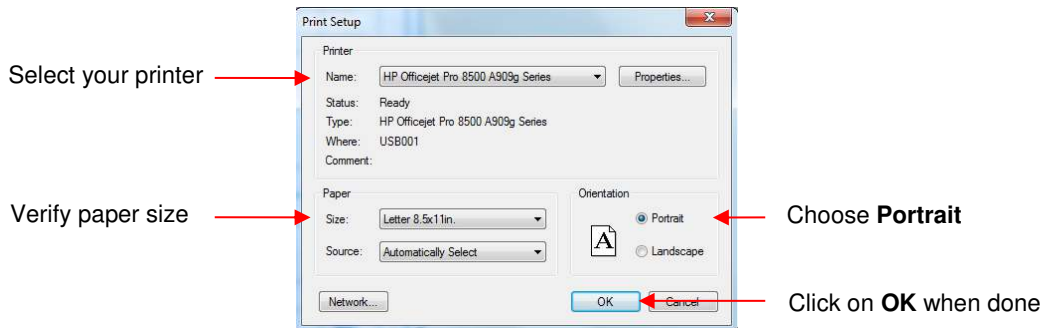 Print Setup
Printer
Select your printer
Name: HP Officejet Pro 8500 A909g Series Properties...
Status: Ready
Type: HP Officejet Pro 8500 A909g Series
Where: USB001
Comment:
Paper
Orientation
Verify paper size
Size: Letter 8.5x11in.
Portrait
Choose Portrait
A
Source: Automatically Select
Landscape
Network...
OK
Cancel
Click on OK when done